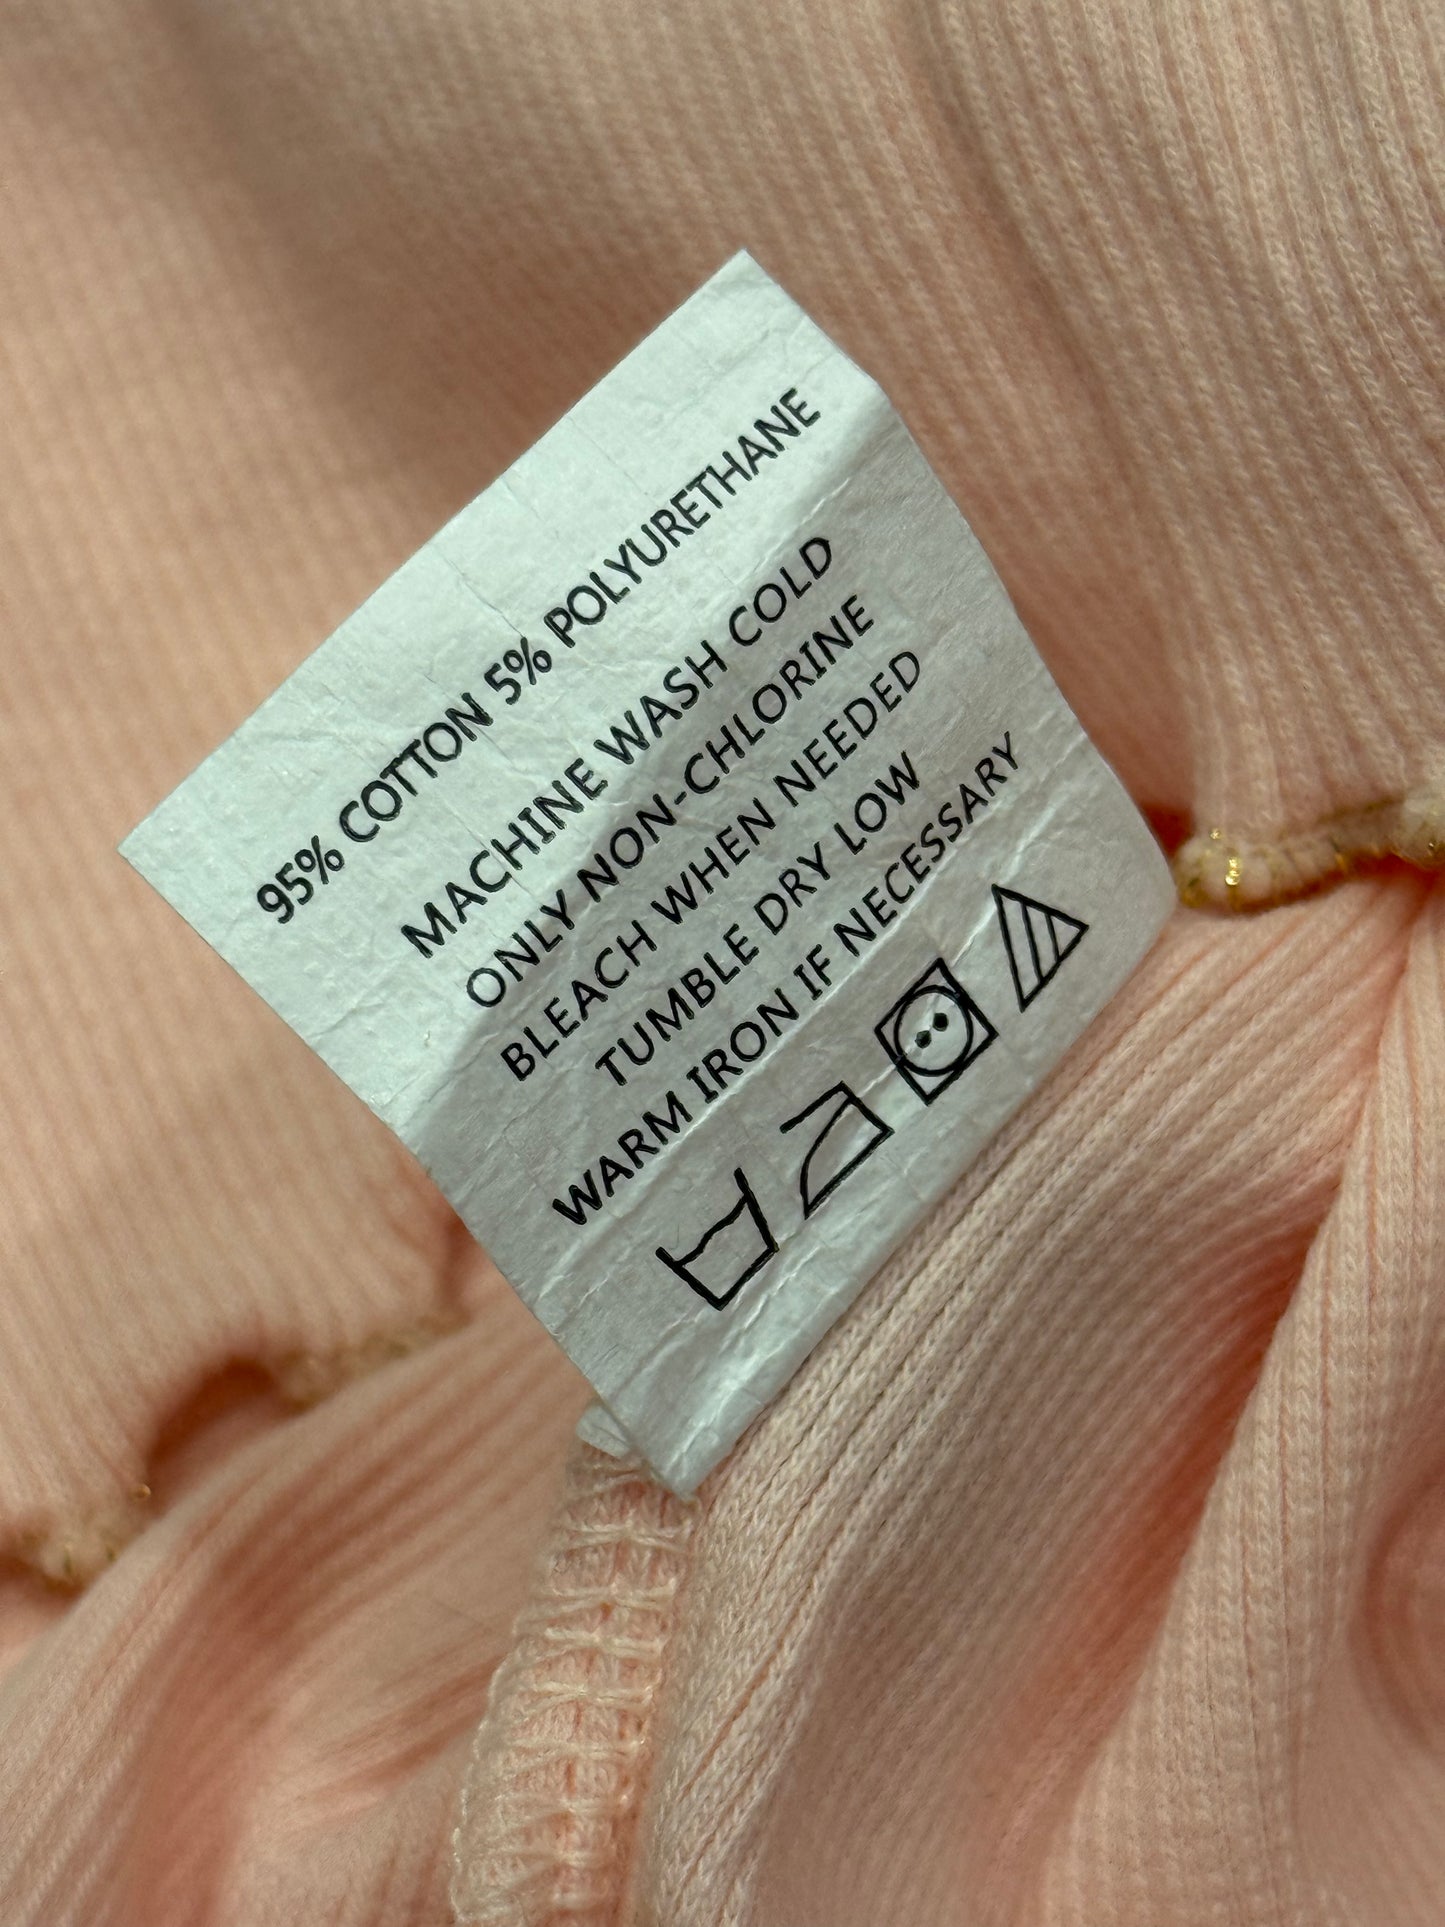 95% COTTON 5% POLYURETHANE
MACHINE WASH COLD
ONLY NON-CHLORINE
BLEACH WHEN NEEDED
TUMBLE DRY LOW
WARM IRON IF NECESSARY